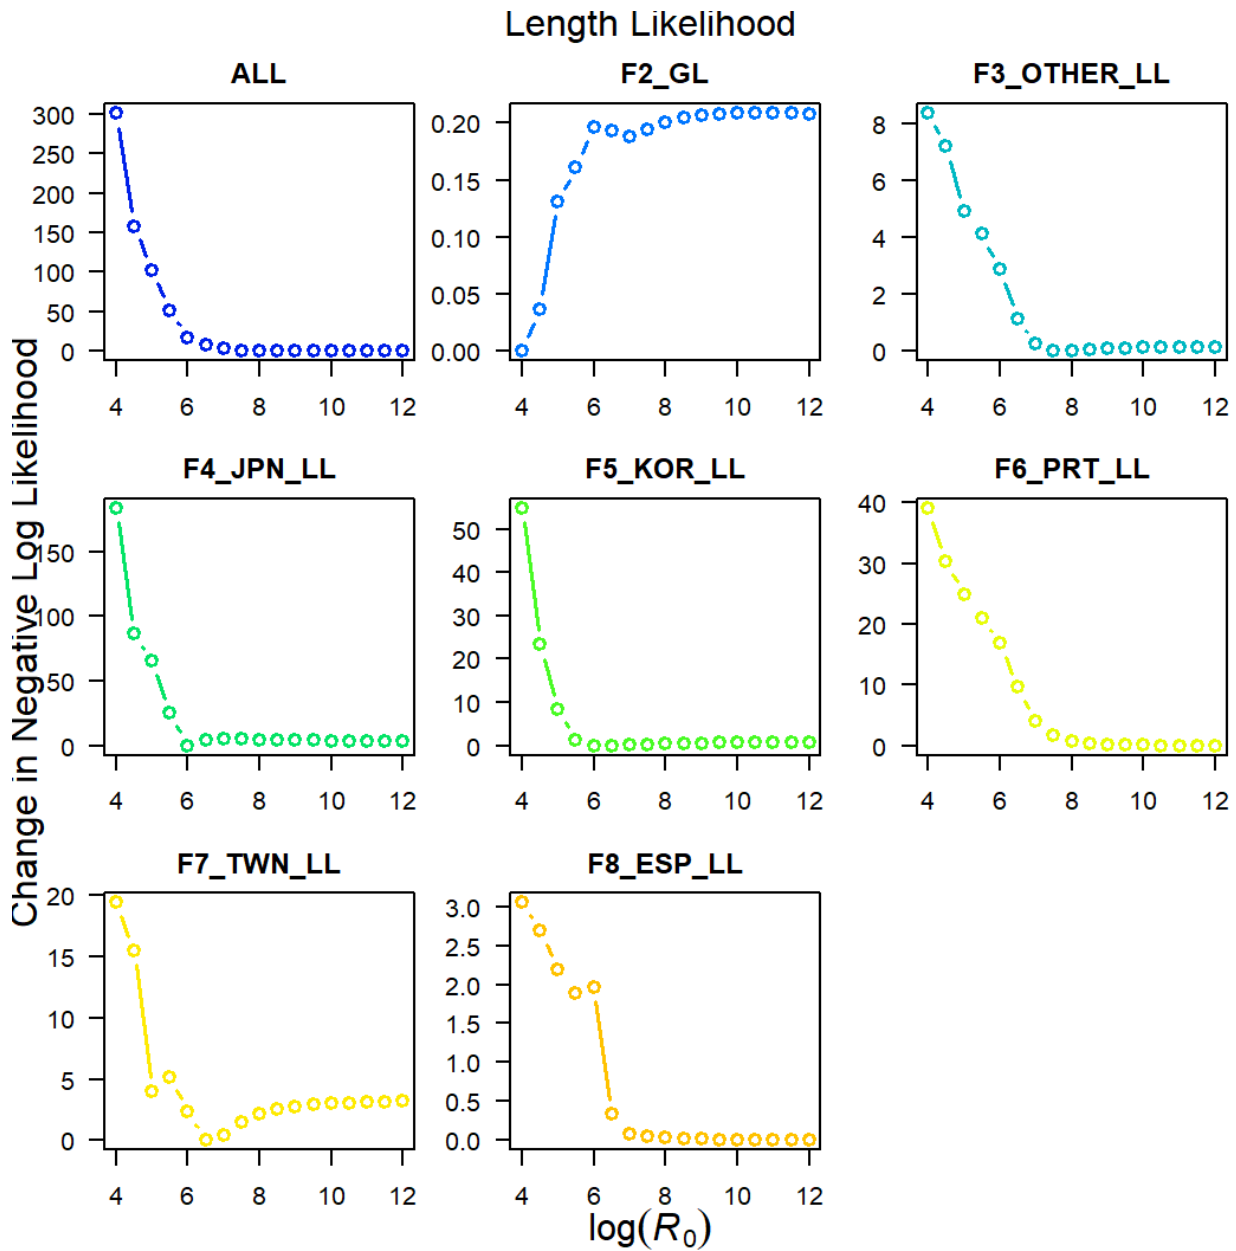 Length Likelihood
Change in Negative Log Likelihood
ALL
300
250
200
150
100
50
0
4 6 8 10 12
F2_GL
0.20
0.15
0.10
0.05
0.00
4 6 8 10 12
F3_OTHER_LL
8
6
4
2
0
4 6 8 10 12
F4_JPN_LL
150
100
50
0
4 6 8 10 12
F5_KOR_LL
50
40
30
20
10
0
4 6 8 10 12
F6_PRT_LL
40
30
20
10
0
4 6 8 10 12
F7_TWN_LL
20
15
10
5
0
4 6 8 10 12
F8_ESP_LL
3.0
2.5
2.0
1.5
1.0
0.5
0.0
4 6 8 10 12
log(R₀)